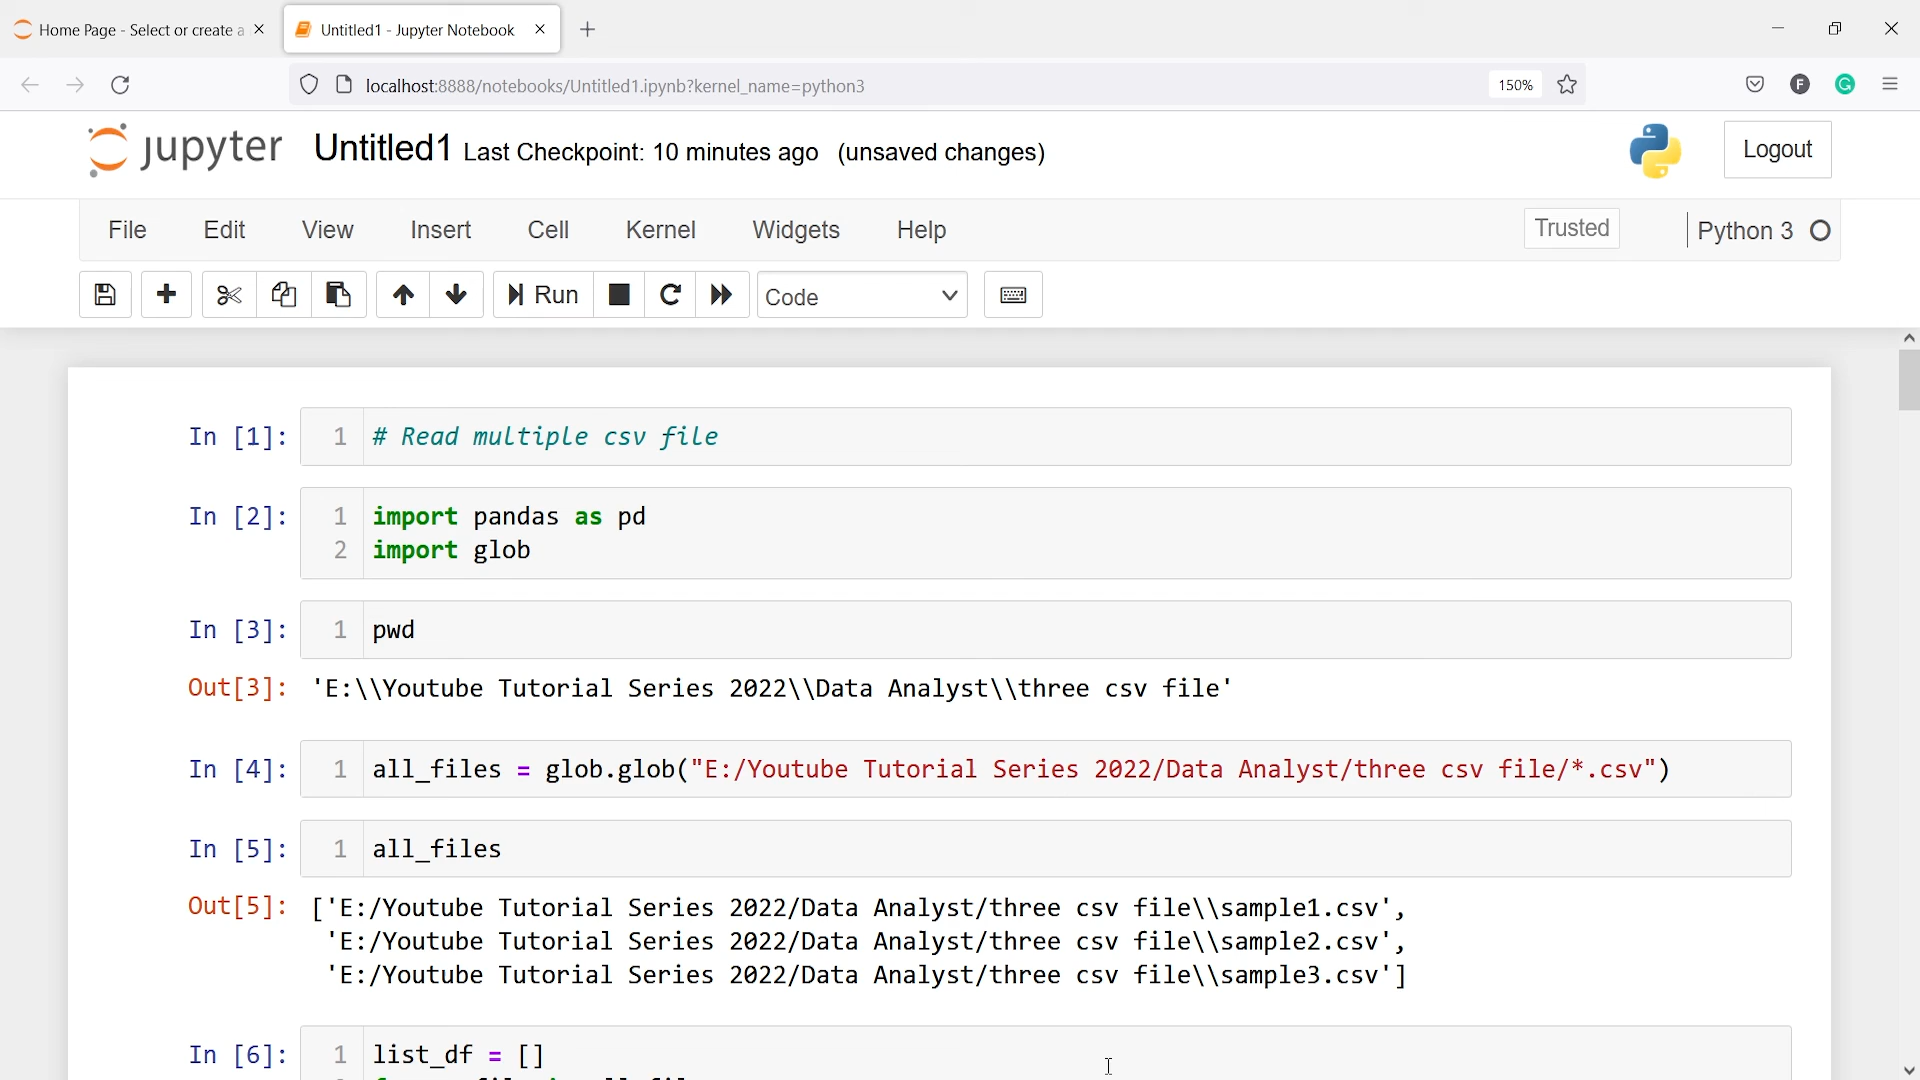 Home Page - Select or create a
Untitled1 - Jupyter Notebook
localhost:8888/notebooks/Untitled1.ipynb?kernel_name=python3
150%
F
G
jupyter Untitled1 Last Checkpoint: 10 minutes ago (unsaved changes)
Logout
File Edit View Insert Cell Kernel Widgets Help
Trusted
Python 3
Run
Code
In [1]: 1 # Read multiple csv file
In [2]: 1 import pandas as pd
2 import glob
In [3]: 1 pwd
Out[3]: 'E:\\Youtube Tutorial Series 2022\\Data Analyst\\three csv file'
In [4]: 1 all_files = glob.glob("E:/Youtube Tutorial Series 2022/Data Analyst/three csv file/*.csv")
In [5]: 1 all_files
Out[5]: ['E:/Youtube Tutorial Series 2022/Data Analyst/three csv file\\sample1.csv',
'E:/Youtube Tutorial Series 2022/Data Analyst/three csv file\\sample2.csv',
'E:/Youtube Tutorial Series 2022/Data Analyst/three csv file\\sample3.csv']
In [6]: 1 list_df = []